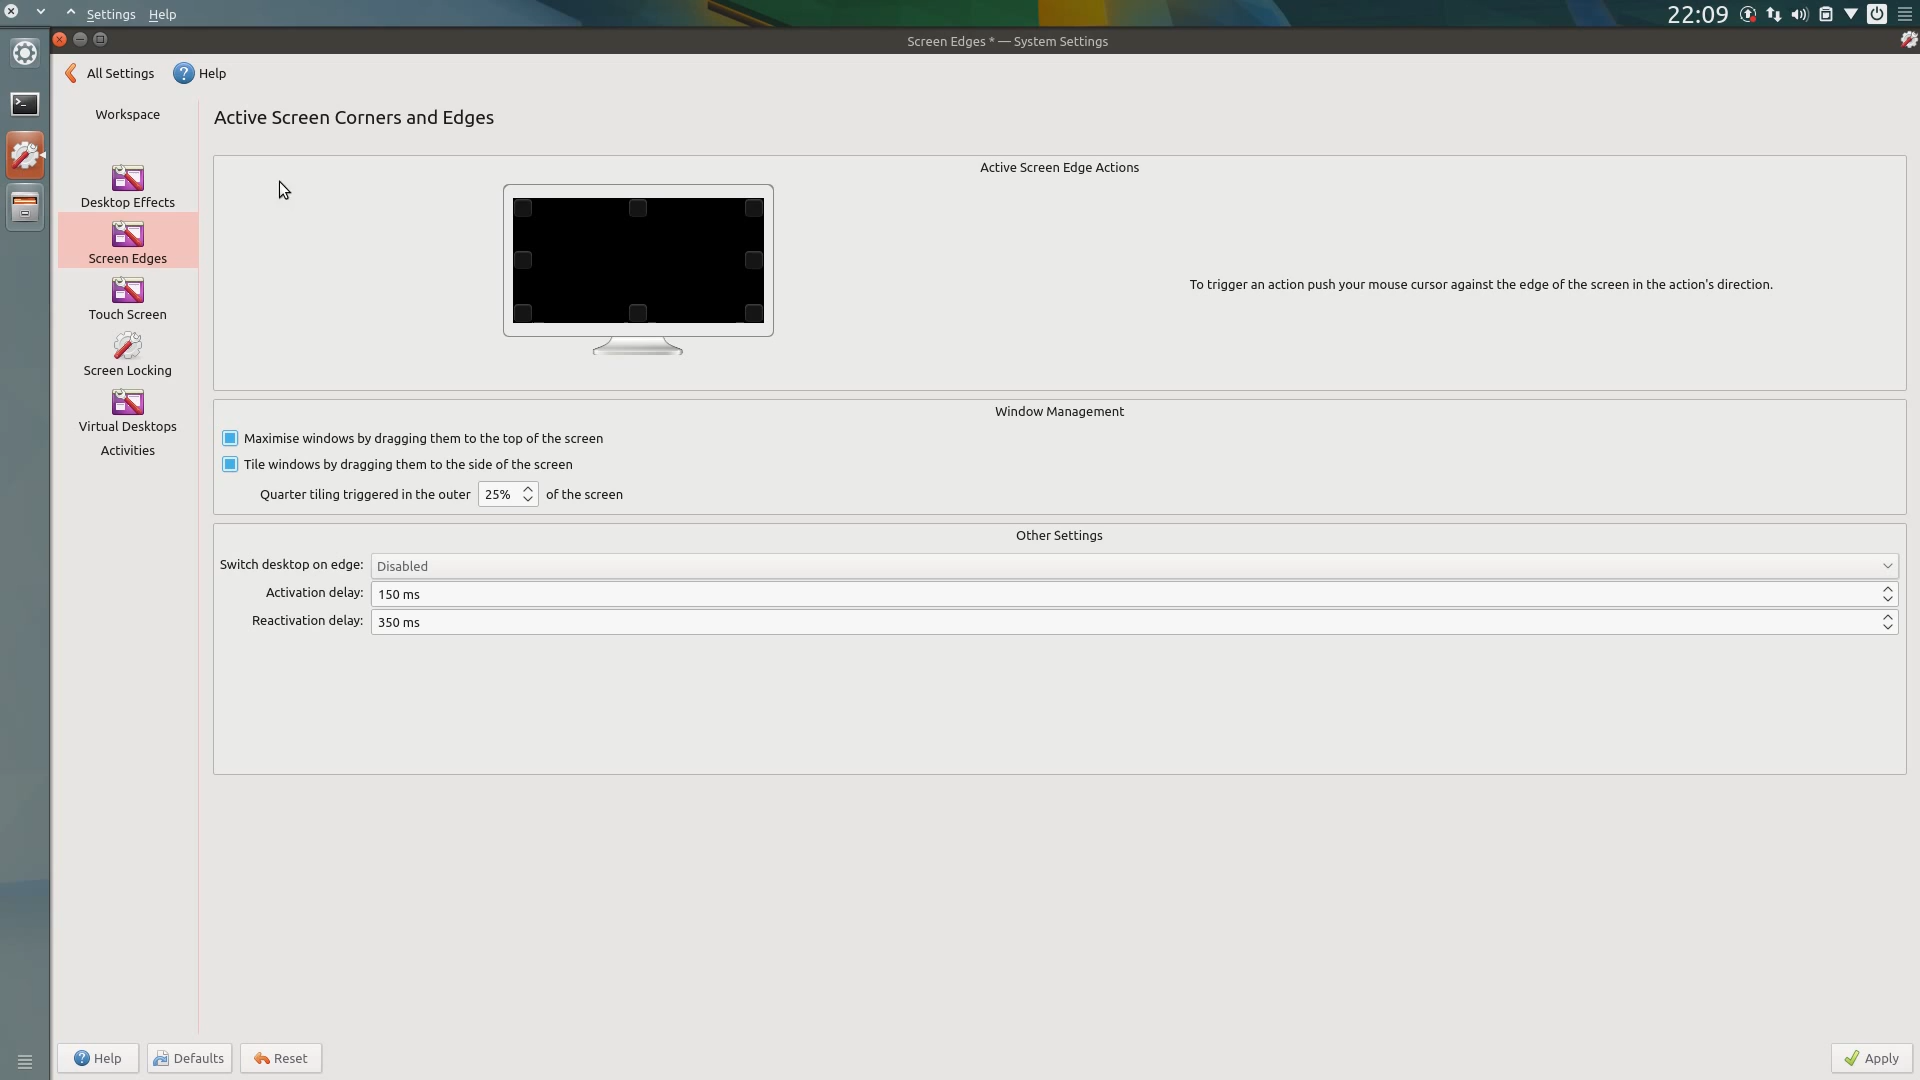 Settings Help
22:09
Screen Edges * — System Settings
All Settings
Help
Workspace
Desktop Effects
Screen Edges
Touch Screen
Screen Locking
Virtual Desktops
Activities
Active Screen Corners and Edges
Active Screen Edge Actions
To trigger an action push your mouse cursor against the edge of the screen in the action's direction.
Window Management
Maximise windows by dragging them to the top of the screen
Tile windows by dragging them to the side of the screen
Quarter tiling triggered in the outer 25% of the screen
Other Settings
Switch desktop on edge: Disabled
Activation delay: 150 ms
Reactivation delay: 350 ms
Help
Defaults
Reset
Apply